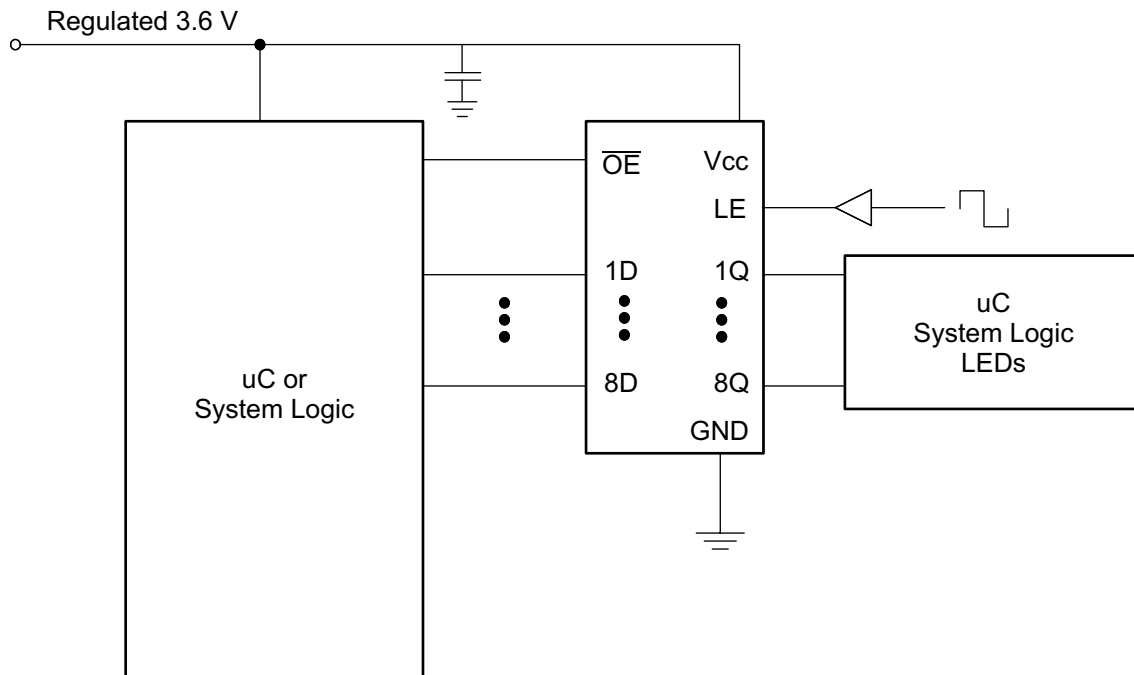 Regulated 3.6 V
OE Vcc
LE
1D 1Q
uC
System Logic
LEDs
uC or
System Logic
8D 8Q
GND